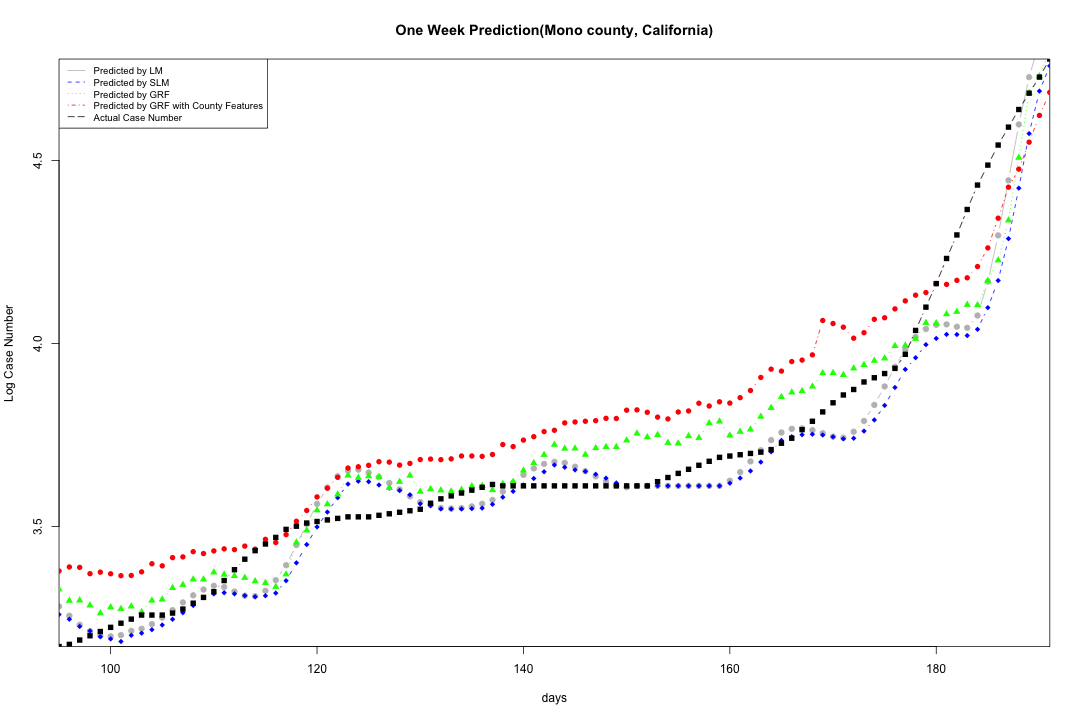 One Week Prediction(Mono county, California)
Predicted by LM
Predicted by SLM
Predicted by GRF
Predicted by GRF with County Features
Actual Case Number
Log Case Number
4.5
4.0
3.5
100 120 140 160 180
days